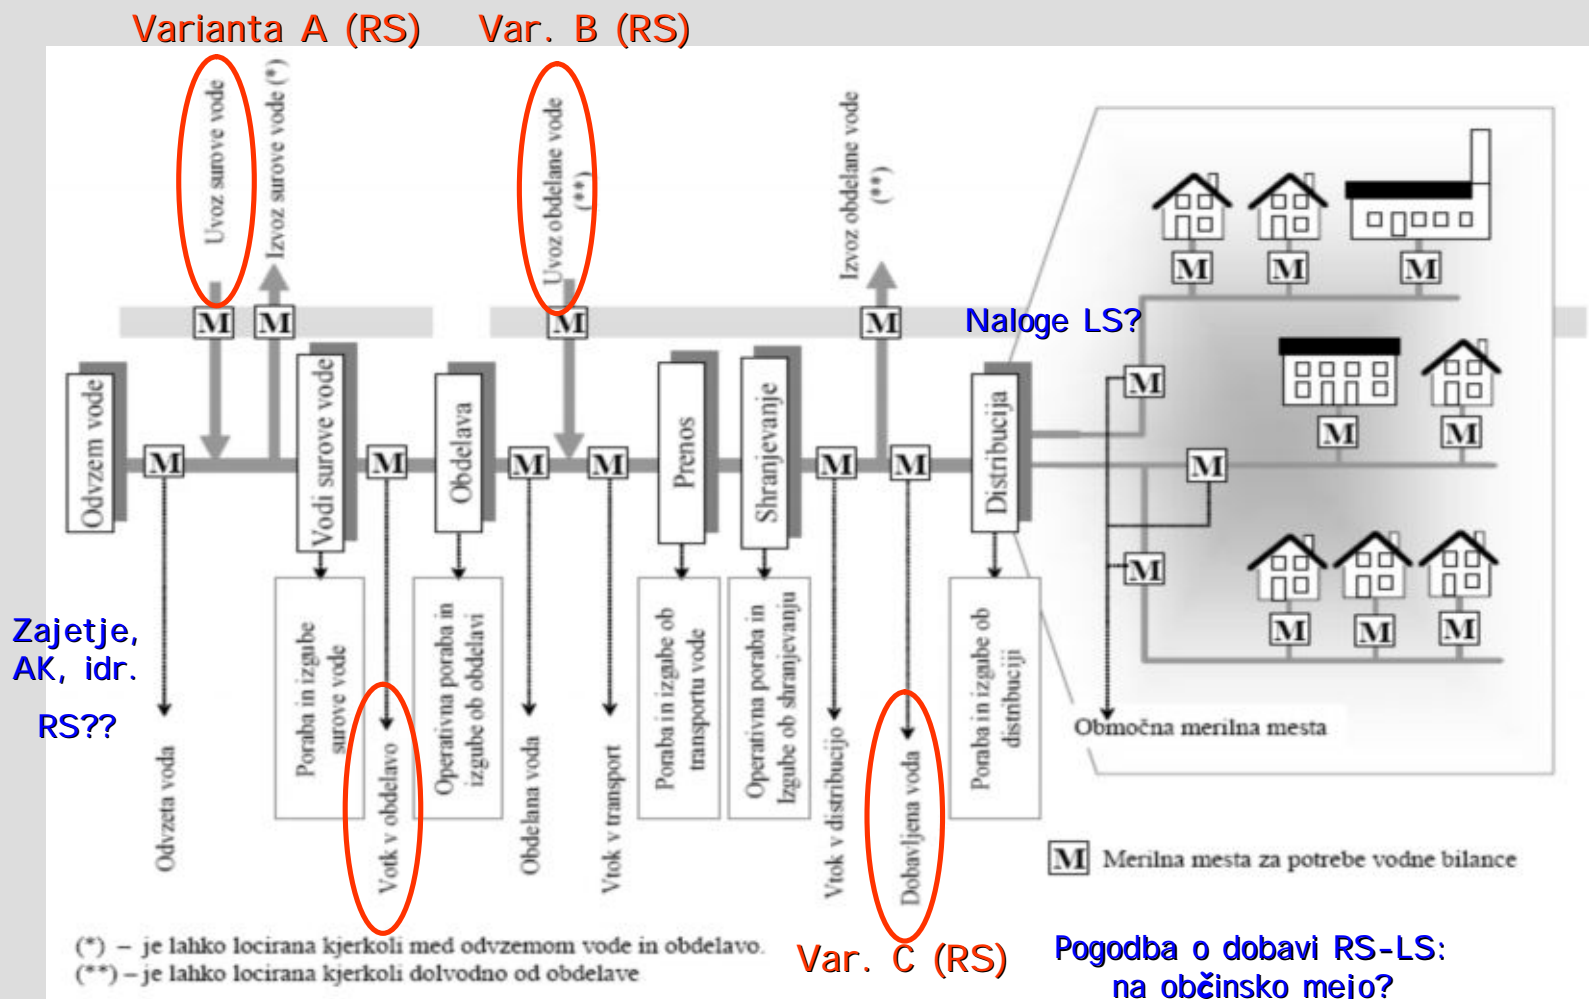 Varianta A (RS)
Var. B (RS)
Uvoz surove vode
Izvoz surove vode (*)
Uvoz obdelane vode
(**)
Izvoz obdelane vode
(**)
M
M
M
M
Naloge LS?
M
M
M
M
M
M
M
Odvzem vode
M
Vodi surove vode
M
Obdelava
M
M
Prenos
Shranjevanje
M
M
Distribucija
M
M
M
M
M
Zajetje,
AK, idr.
RS??
Odvzeta voda
Poraba in izgube
surove vode
Votk v obdelavo
Operativna poraba in
izgube ob obdelavi
Obdelana voda
Vtok v transport
Poraba in izgube ob
transportu vode
Operativna poraba in
Izgube ob shranjevanju
Vtok v distribucijo
Dobavljena voda
Poraba in izgube ob
distribuciji
Območna merilna mesta
M Merilna mesta za potrebe vodne bilance
(*) – je lahko locirana kjerkoli med odvzemom vode in obdelavo.
(**) – je lahko locirana kjerkoli dolvodno od obdelave
Var. C (RS)
Pogodba o dobavi RS-LS:
na občinsko mejo?